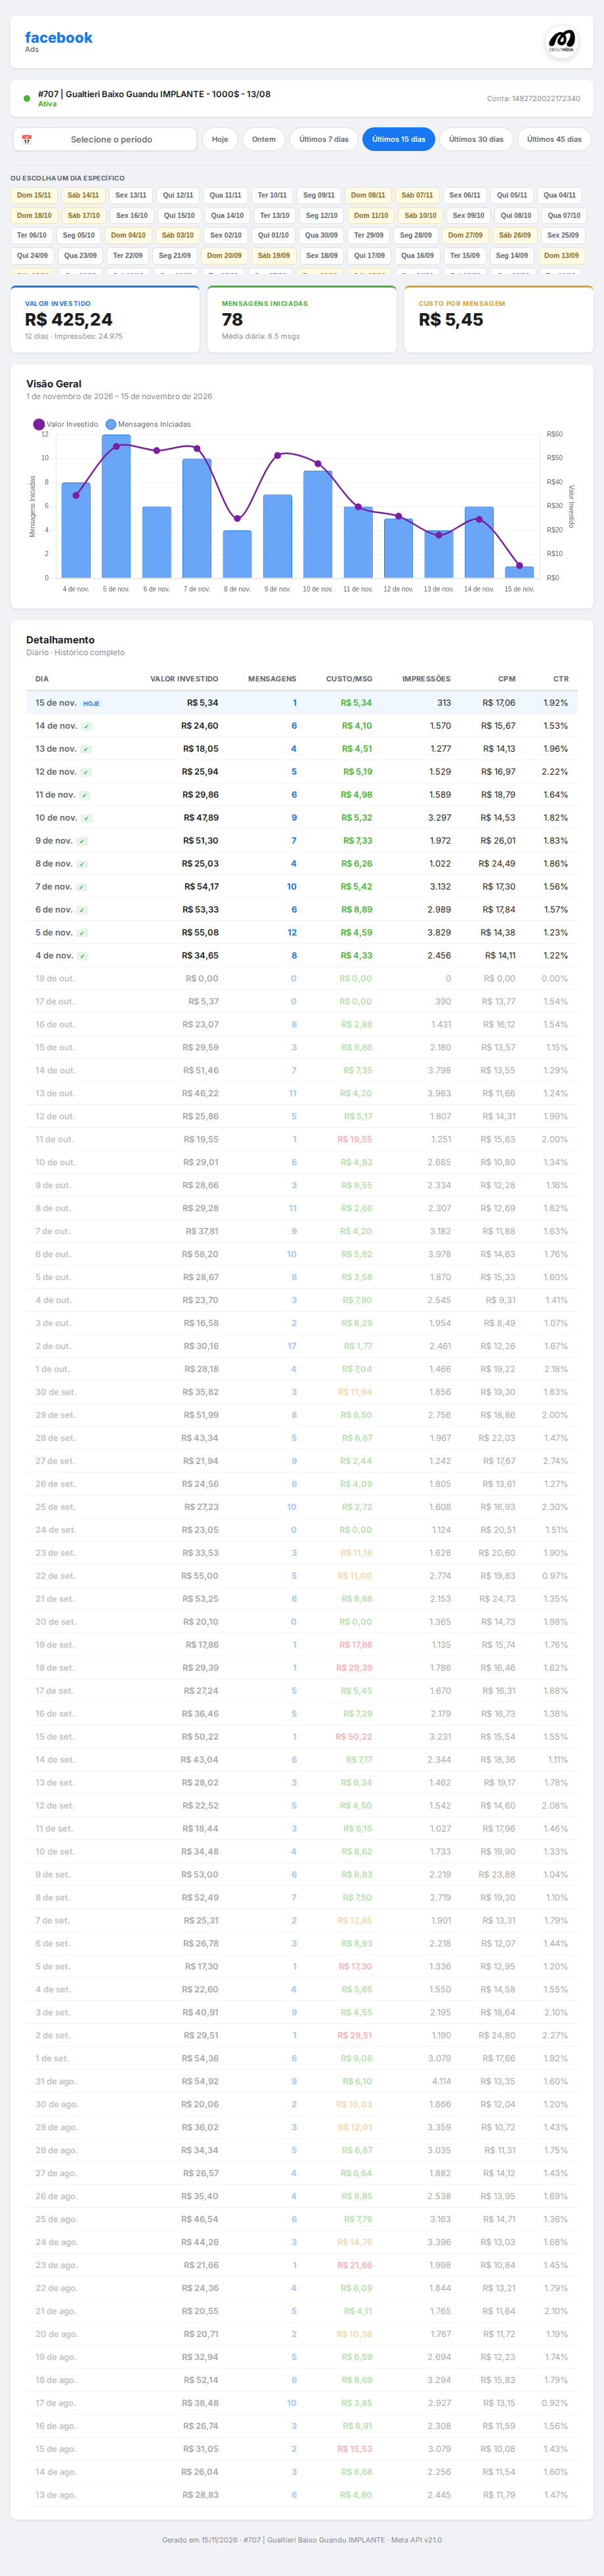 facebook
Ads
#707 | Gualtieri Baixo Guandu IMPLANTE - 1000$ - 13/08
Ativa
Conta: 1492720022172340
Selecione o período
Hoje
Ontem
Últimos 7 dias
Últimos 15 dias
Últimos 30 dias
Últimos 45 dias
OU ESCOLHA UM DIA ESPECÍFICO
Dom 15/11 Sáb 14/11 Sex 13/11 Qui 12/11 Qua 11/11 Ter 10/11 Seg 09/11 Dom 08/11 Sáb 07/11 Sex 06/11 Qui 05/11 Qua 04/11
Dom 18/10 Sáb 17/10 Sex 16/10 Qui 15/10 Qua 14/10 Ter 13/10 Seg 12/10 Dom 11/10 Sáb 10/10 Sex 09/10 Qui 08/10 Qua 07/10
Ter 06/10 Seg 05/10 Dom 04/10 Sáb 03/10 Sex 02/10 Qui 01/10 Qua 30/09 Ter 29/09 Seg 28/09 Dom 27/09 Sáb 26/09 Sex 25/09
Qui 24/09 Qua 23/09 Ter 22/09 Seg 21/09 Dom 20/09 Sáb 19/09 Sex 18/09 Qui 17/09 Qua 16/09 Ter 15/09 Seg 14/09 Dom 13/09
VALOR INVESTIDO
R$ 425,24
12 dias · Impressões: 24.975
MENSAGENS INICIADAS
78
Média diária: 6.5 msgs
CUSTO POR MENSAGEM
R$ 5,45
Visão Geral
1 de novembro de 2026 – 15 de novembro de 2026
Valor Investido Mensagens Iniciadas
12 R$60
10 R$50
8 R$40
6 R$30
4 R$20
2 R$10
0 R$0
Mensagens Iniciadas
Valor Investido
4 de nov. 5 de nov. 6 de nov. 7 de nov. 8 de nov. 9 de nov. 10 de nov. 11 de nov. 12 de nov. 13 de nov. 14 de nov. 15 de nov.
Detalhamento
Diário · Histórico completo
DIA VALOR INVESTIDO MENSAGENS CUSTO/MSG IMPRESSÕES CPM CTR
15 de nov. HOJE R$ 5,34 1 R$ 5,34 313 R$ 17,06 1.92%
14 de nov. ✓ R$ 24,60 6 R$ 4,10 1.570 R$ 15,67 1.53%
13 de nov. ✓ R$ 18,05 4 R$ 4,51 1.277 R$ 14,13 1.96%
12 de nov. ✓ R$ 25,94 5 R$ 5,19 1.529 R$ 16,97 2.22%
11 de nov. ✓ R$ 29,86 6 R$ 4,98 1.589 R$ 18,79 1.64%
10 de nov. ✓ R$ 47,89 9 R$ 5,32 3.297 R$ 14,53 1.82%
9 de nov. ✓ R$ 51,30 7 R$ 7,33 1.972 R$ 26,01 1.83%
8 de nov. ✓ R$ 25,03 4 R$ 6,26 1.022 R$ 24,49 1.86%
7 de nov. ✓ R$ 54,17 10 R$ 5,42 3.132 R$ 17,30 1.56%
6 de nov. ✓ R$ 53,33 6 R$ 8,89 2.989 R$ 17,84 1.57%
5 de nov. ✓ R$ 55,08 12 R$ 4,59 3.829 R$ 14,38 1.23%
4 de nov. ✓ R$ 34,65 8 R$ 4,33 2.456 R$ 14,11 1.22%
18 de out. R$ 0,00 0 R$ 0,00 0 R$ 0,00 0.00%
17 de out. R$ 5,37 0 R$ 0,00 390 R$ 13,77 1.54%
16 de out. R$ 23,07 8 R$ 2,88 1.431 R$ 16,12 1.54%
15 de out. R$ 29,59 3 R$ 9,86 2.180 R$ 13,57 1.15%
14 de out. R$ 51,46 7 R$ 7,35 3.798 R$ 13,55 1.29%
13 de out. R$ 46,22 11 R$ 4,20 3.963 R$ 11,66 1.24%
12 de out. R$ 25,86 5 R$ 5,17 1.807 R$ 14,31 1.99%
11 de out. R$ 19,55 1 R$ 19,55 1.251 R$ 15,63 2.00%
10 de out. R$ 29,01 6 R$ 4,83 2.685 R$ 10,80 1.34%
9 de out. R$ 28,66 3 R$ 9,55 2.334 R$ 12,28 1.16%
8 de out. R$ 29,28 11 R$ 2,66 2.307 R$ 12,69 1.82%
7 de out. R$ 37,81 9 R$ 4,20 3.182 R$ 11,88 1.63%
6 de out. R$ 58,20 10 R$ 5,82 3.978 R$ 14,63 1.76%
5 de out. R$ 28,67 8 R$ 3,58 1.870 R$ 15,33 1.60%
4 de out. R$ 23,70 3 R$ 7,90 2.545 R$ 9,31 1.41%
3 de out. R$ 16,58 2 R$ 8,29 1.954 R$ 8,49 1.07%
2 de out. R$ 30,16 17 R$ 1,77 2.461 R$ 12,26 1.67%
1 de out. R$ 28,18 4 R$ 7,04 1.466 R$ 19,22 2.18%
30 de set. R$ 35,82 3 R$ 11,94 1.856 R$ 19,30 1.83%
29 de set. R$ 51,99 8 R$ 6,50 2.756 R$ 18,86 2.00%
28 de set. R$ 43,34 5 R$ 8,67 1.967 R$ 22,03 1.47%
27 de set. R$ 21,94 9 R$ 2,44 1.242 R$ 17,67 2.74%
26 de set. R$ 24,56 6 R$ 4,09 1.805 R$ 13,61 1.27%
25 de set. R$ 27,23 10 R$ 2,72 1.608 R$ 16,93 2.30%
24 de set. R$ 23,05 0 R$ 0,00 1.124 R$ 20,51 1.51%
23 de set. R$ 33,53 3 R$ 11,18 1.628 R$ 20,60 1.90%
22 de set. R$ 55,00 5 R$ 11,00 2.774 R$ 19,83 0.97%
21 de set. R$ 53,25 6 R$ 8,88 2.153 R$ 24,73 1.35%
20 de set. R$ 20,10 0 R$ 0,00 1.365 R$ 14,73 1.98%
19 de set. R$ 17,86 1 R$ 17,86 1.135 R$ 15,74 1.76%
18 de set. R$ 29,39 1 R$ 29,39 1.786 R$ 16,46 1.62%
17 de set. R$ 27,24 5 R$ 5,45 1.670 R$ 16,31 1.68%
16 de set. R$ 36,46 5 R$ 7,29 2.179 R$ 16,73 1.38%
15 de set. R$ 50,22 1 R$ 50,22 3.231 R$ 15,54 1.55%
14 de set. R$ 43,04 6 R$ 7,17 2.344 R$ 18,36 1.11%
13 de set. R$ 28,02 3 R$ 9,34 1.462 R$ 19,17 1.78%
12 de set. R$ 22,52 5 R$ 4,50 1.542 R$ 14,60 2.08%
11 de set. R$ 18,44 3 R$ 6,15 1.027 R$ 17,96 1.46%
10 de set. R$ 34,48 4 R$ 8,62 1.733 R$ 19,90 1.33%
9 de set. R$ 53,00 6 R$ 8,83 2.219 R$ 23,88 1.04%
8 de set. R$ 52,49 7 R$ 7,50 2.719 R$ 19,30 1.10%
7 de set. R$ 25,31 2 R$ 12,65 1.901 R$ 13,31 1.79%
6 de set. R$ 26,78 3 R$ 8,93 2.218 R$ 12,07 1.44%
5 de set. R$ 17,30 1 R$ 17,30 1.336 R$ 12,95 1.20%
4 de set. R$ 22,60 4 R$ 5,65 1.550 R$ 14,58 1.55%
3 de set. R$ 40,91 9 R$ 4,55 2.195 R$ 18,64 2.10%
2 de set. R$ 29,51 1 R$ 29,51 1.190 R$ 24,80 2.27%
1 de set. R$ 54,36 6 R$ 9,06 3.079 R$ 17,66 1.92%
31 de ago. R$ 54,92 9 R$ 6,10 4.114 R$ 13,35 1.60%
30 de ago. R$ 20,06 2 R$ 10,03 1.666 R$ 12,04 1.20%
29 de ago. R$ 36,02 3 R$ 12,01 3.359 R$ 10,72 1.43%
28 de ago. R$ 34,34 5 R$ 6,87 3.035 R$ 11,31 1.75%
27 de ago. R$ 26,57 4 R$ 6,64 1.882 R$ 14,12 1.43%
26 de ago. R$ 35,40 4 R$ 8,85 2.538 R$ 13,95 1.69%
25 de ago. R$ 46,54 6 R$ 7,76 3.163 R$ 14,71 1.36%
24 de ago. R$ 44,26 3 R$ 14,75 3.396 R$ 13,03 1.68%
23 de ago. R$ 21,66 1 R$ 21,66 1.998 R$ 10,84 1.45%
22 de ago. R$ 24,36 4 R$ 6,09 1.844 R$ 13,21 1.79%
21 de ago. R$ 20,55 5 R$ 4,11 1.765 R$ 11,64 2.10%
20 de ago. R$ 20,71 2 R$ 10,36 1.767 R$ 11,72 1.19%
19 de ago. R$ 32,94 5 R$ 6,59 2.694 R$ 12,23 1.74%
18 de ago. R$ 52,14 6 R$ 8,69 3.294 R$ 15,83 1.79%
17 de ago. R$ 38,48 10 R$ 3,85 2.927 R$ 13,15 0.92%
16 de ago. R$ 26,74 3 R$ 8,91 2.308 R$ 11,59 1.56%
15 de ago. R$ 31,05 2 R$ 15,53 3.079 R$ 10,08 1.43%
14 de ago. R$ 26,04 3 R$ 8,68 2.256 R$ 11,54 1.60%
13 de ago. R$ 28,83 6 R$ 4,80 2.445 R$ 11,79 1.47%
Gerado em 15/11/2026 · #707 | Gualtieri Baixo Guandu IMPLANTE · Meta API v21.0